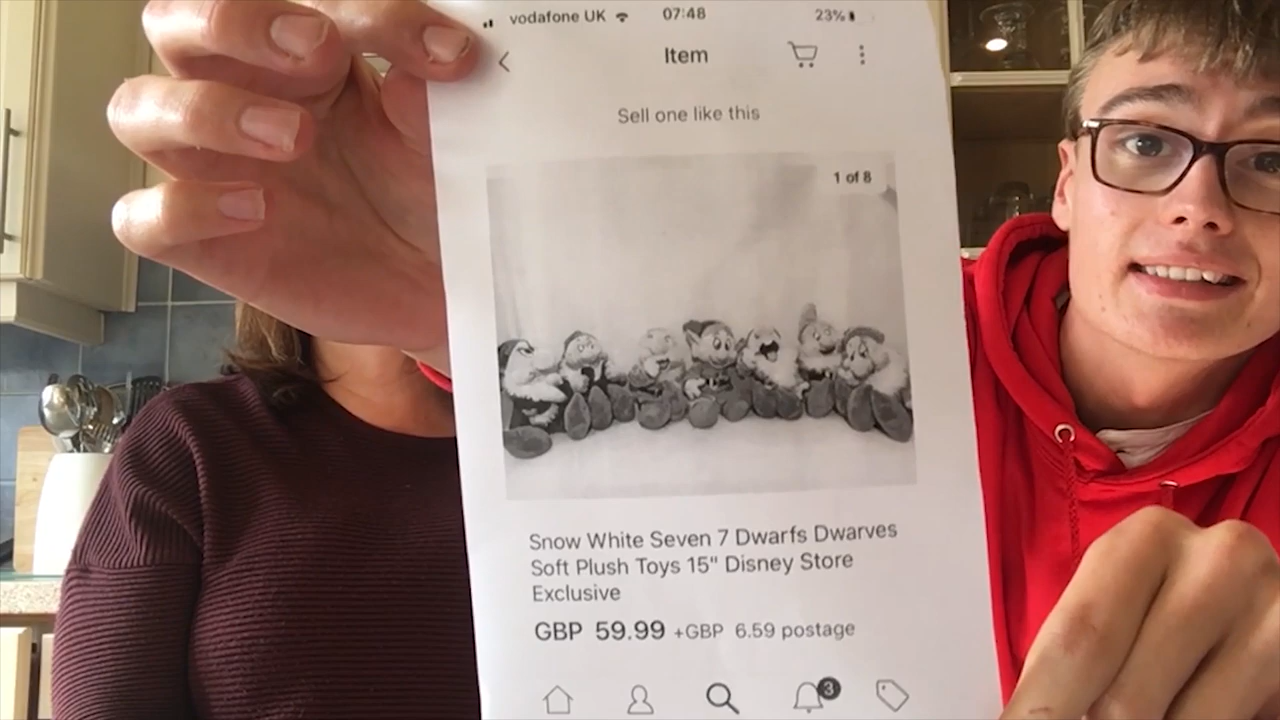 vodafone UK 07:48 23%
Item
Sell one like this
1 of 8
Snow White Seven 7 Dwarfs Dwarves
Soft Plush Toys 15" Disney Store
Exclusive
GBP 59.99 +GBP 6.59 postage
3